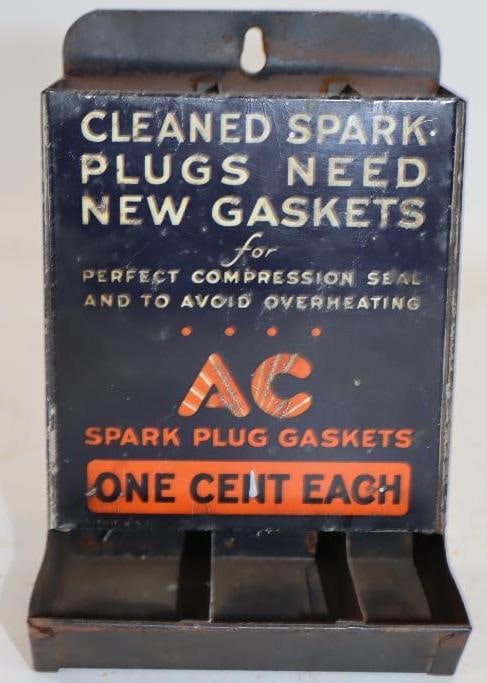 CLEANED SPARK
PLUGS NEED
NEW GASKETS
for
PERFECT COMPRESSION SEAL
AND TO AVOID OVERHEATING
AC
SPARK PLUG GASKETS
ONE CENT EACH